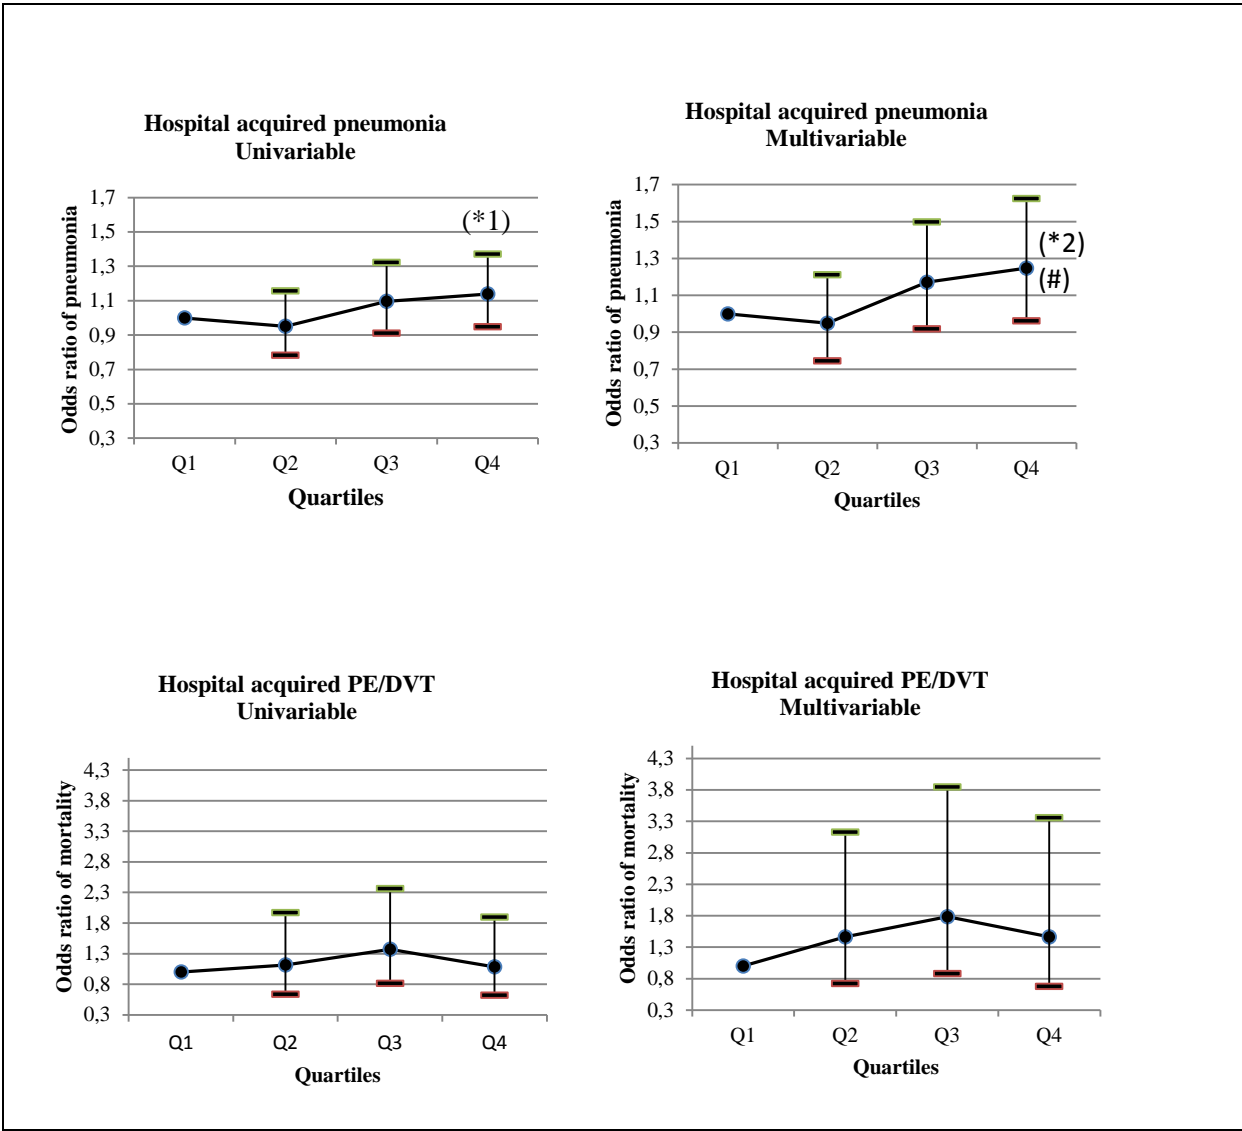 Hospital acquired pneumonia
Univariable
Odds ratio of pneumonia
1,7
1,5
1,3
1,1
0,9
0,7
0,5
0,3
(*1)
Q1 Q2 Q3 Q4
Quartiles
Hospital acquired pneumonia
Multivariable
Odds ratio of pneumonia
1,7
1,5
1,3
1,1
0,9
0,7
0,5
0,3
(*2)
(#)
Q1 Q2 Q3 Q4
Quartiles
Hospital acquired PE/DVT
Univariable
Odds ratio of mortality
4,3
3,8
3,3
2,8
2,3
1,8
1,3
0,8
0,3
Q1 Q2 Q3 Q4
Quartiles
Hospital acquired PE/DVT
Multivariable
Odds ratio of mortality
4,3
3,8
3,3
2,8
2,3
1,8
1,3
0,8
0,3
Q1 Q2 Q3 Q4
Quartiles